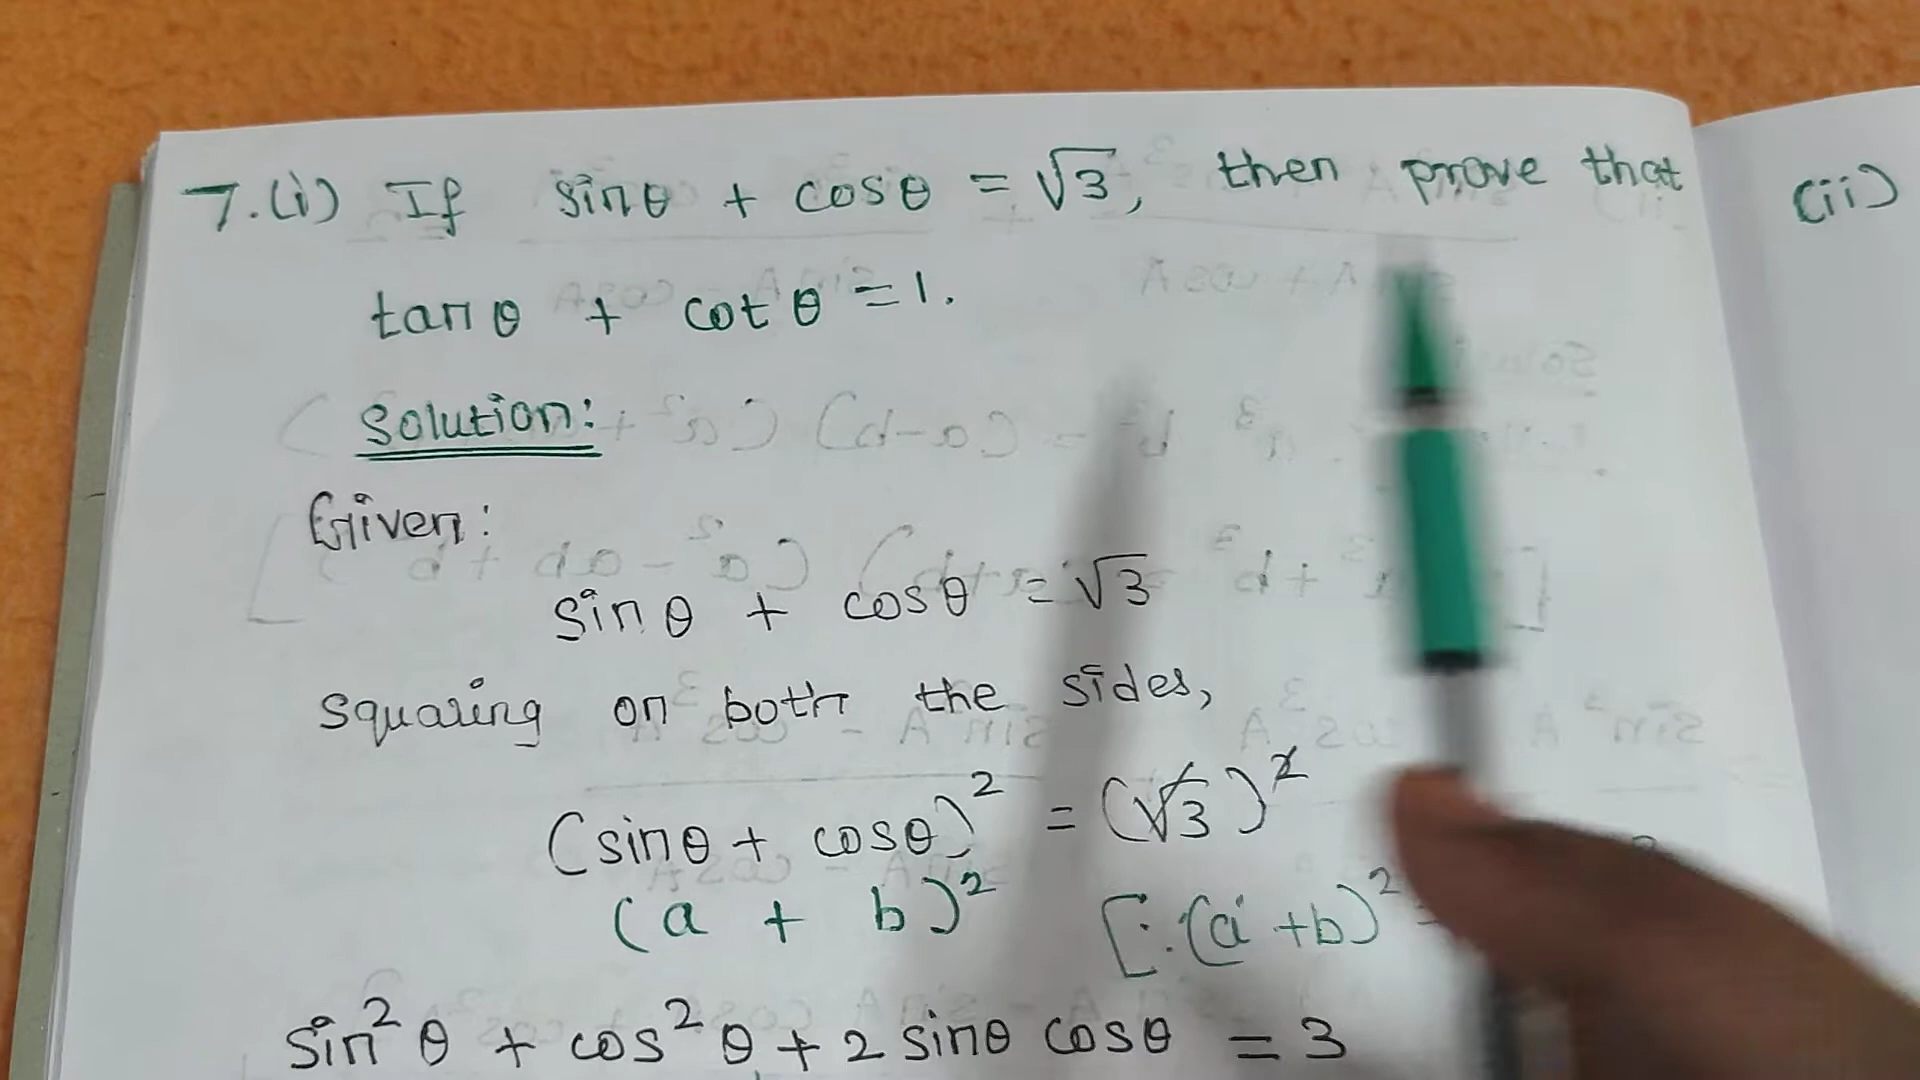 7.(i) If sinθ + cosθ = √3, then prove that
tanθ + cotθ = 1.
Solution:
Given:
sinθ + cosθ = √3
Squaring on both the sides,
(sinθ + cosθ)² = (√3)²
(a + b)² [∵(a+b)² =
sin²θ + cos²θ + 2 sinθ cosθ = 3
(ii)